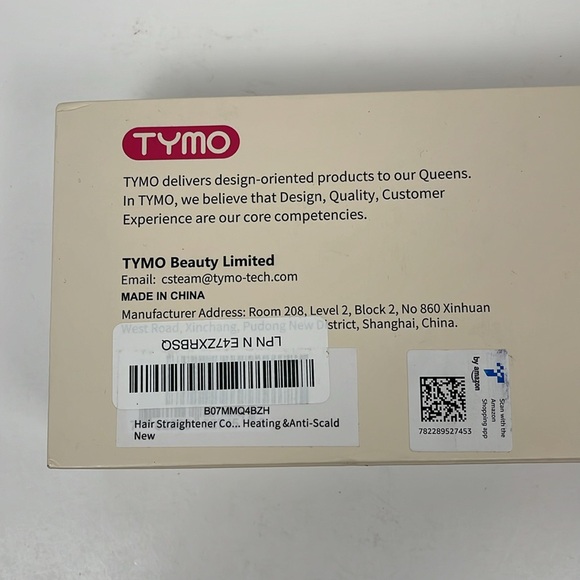 TYMO
TYMO delivers design-oriented products to our Queens.
In TYMO, we believe that Design, Quality, Customer
Experience are our core competencies.
TYMO Beauty Limited
Email: csteam@tymo-tech.com
MADE IN CHINA
Manufacturer Address: Room 208, Level 2, Block 2, No 860 Xinhuan
West Road, Xinchang, Pudong New District, Shanghai, China.
LPN N E47ZXRBSQ
B07MMQ4BZH
Hair Straightener Co... Heating &Anti-Scald
New
by amazon
Scan with the
Amazon
Shopping app
782289527453